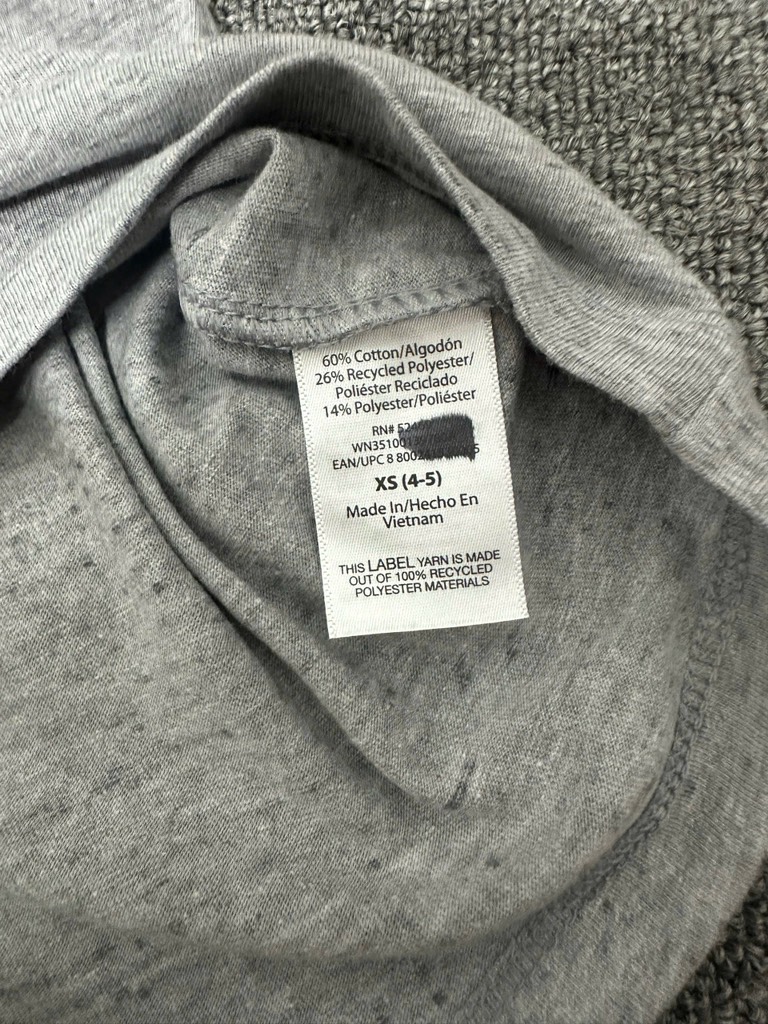 60% Cotton/Algodón
26% Recycled Polyester/
Poliéster Reciclado
14% Polyester/Poliéster
RN#
EAN/UPC 8
XS (4-5)
Made In/Hecho En
Vietnam
THIS LABEL YARN IS MADE
OUT OF 100% RECYCLED
POLYESTER MATERIALS